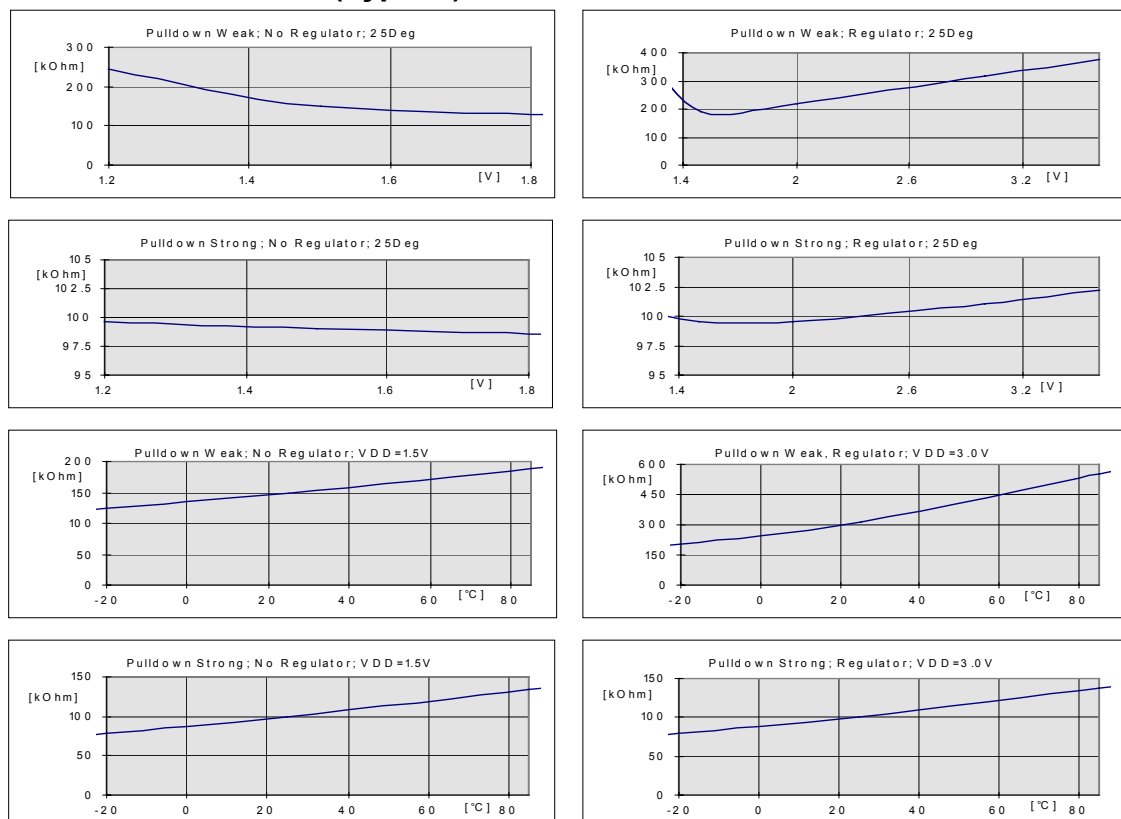 Pulldown Weak; No Regulator; 25Deg
300
[kOhm]
200
100
0
1.2 1.4 1.6 [V] 1.8
Pulldown Weak; Regulator; 25Deg
400
[kOhm]
300
200
100
0
1.4 2 2.6 3.2 [V]
Pulldown Strong; No Regulator; 25Deg
105
[kOhm]
102.5
100
97.5
95
1.2 1.4 1.6 [V] 1.8
Pulldown Strong; Regulator; 25Deg
105
[kOhm]
102.5
100
97.5
95
1.4 2 2.6 3.2 [V]
Pulldown Weak; No Regulator; VDD=1.5V
200
[kOhm]
150
100
50
0
-20 0 20 40 60 [°C] 80
Pulldown Weak, Regulator; VDD=3.0V
600
[kOhm]
450
300
150
0
-20 0 20 40 60 [°C] 80
Pulldown Strong; No Regulator; VDD=1.5V
150
[kOhm]
100
50
0
-20 0 20 40 60 [°C] 80
Pulldown Strong; Regulator; VDD=3.0V
150
[kOhm]
100
50
0
-20 0 20 40 60 [°C] 80